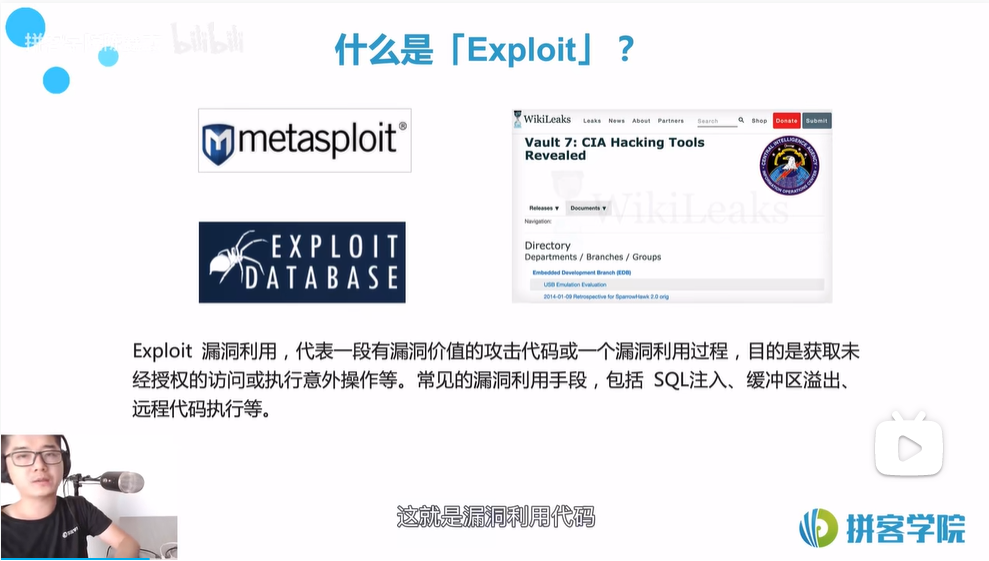 bilibili
什么是「Exploit」？
metasploit®
WikiLeaks
Leaks News About Partners
Search
Shop
Donate
Submit
Vault 7: CIA Hacking Tools
Revealed
CENTRAL INTELLIGENCE AGENCY
WikiLeaks
Releases ▼ Documents ▼
Navigation:
Directory
Departments / Branches / Groups
Embedded Development Branch (EDB)
USB Emulation Evaluation
2014-01-09 Retrospective for SparrowHawk 2.0 orig
EXPLOIT
DATABASE
Exploit 漏洞利用，代表一段有漏洞价值的攻击代码或一个漏洞利用过程，目的是获取未
经授权的访问或执行意外操作等。常见的漏洞利用手段，包括 SQL注入、缓冲区溢出、
远程代码执行等。
这就是漏洞利用代码
拼客学院